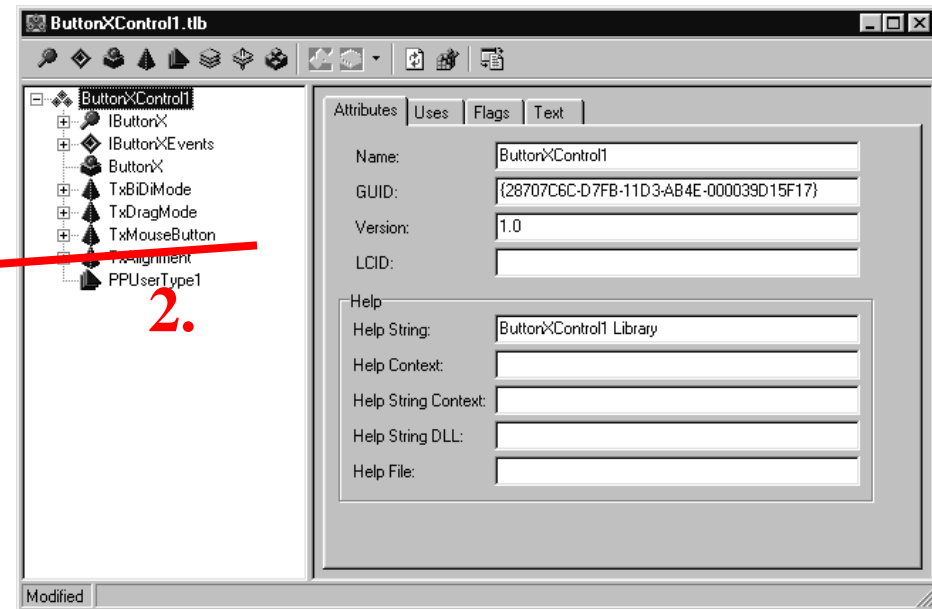 ButtonXControl1.tlb
ButtonXControl1
IButtonX
IButtonXEvents
ButtonX
TxBiDiMode
TxDragMode
TxMouseButton
TxAlignment
PPUserType1
2.
Attributes Uses Flags Text
Name: ButtonXControl1
GUID: {28707C6C-D7FB-11D3-AB4E-000039D15F17}
Version: 1.0
LCID:
Help
Help String: ButtonXControl1 Library
Help Context:
Help String Context:
Help String DLL:
Help File:
Modified